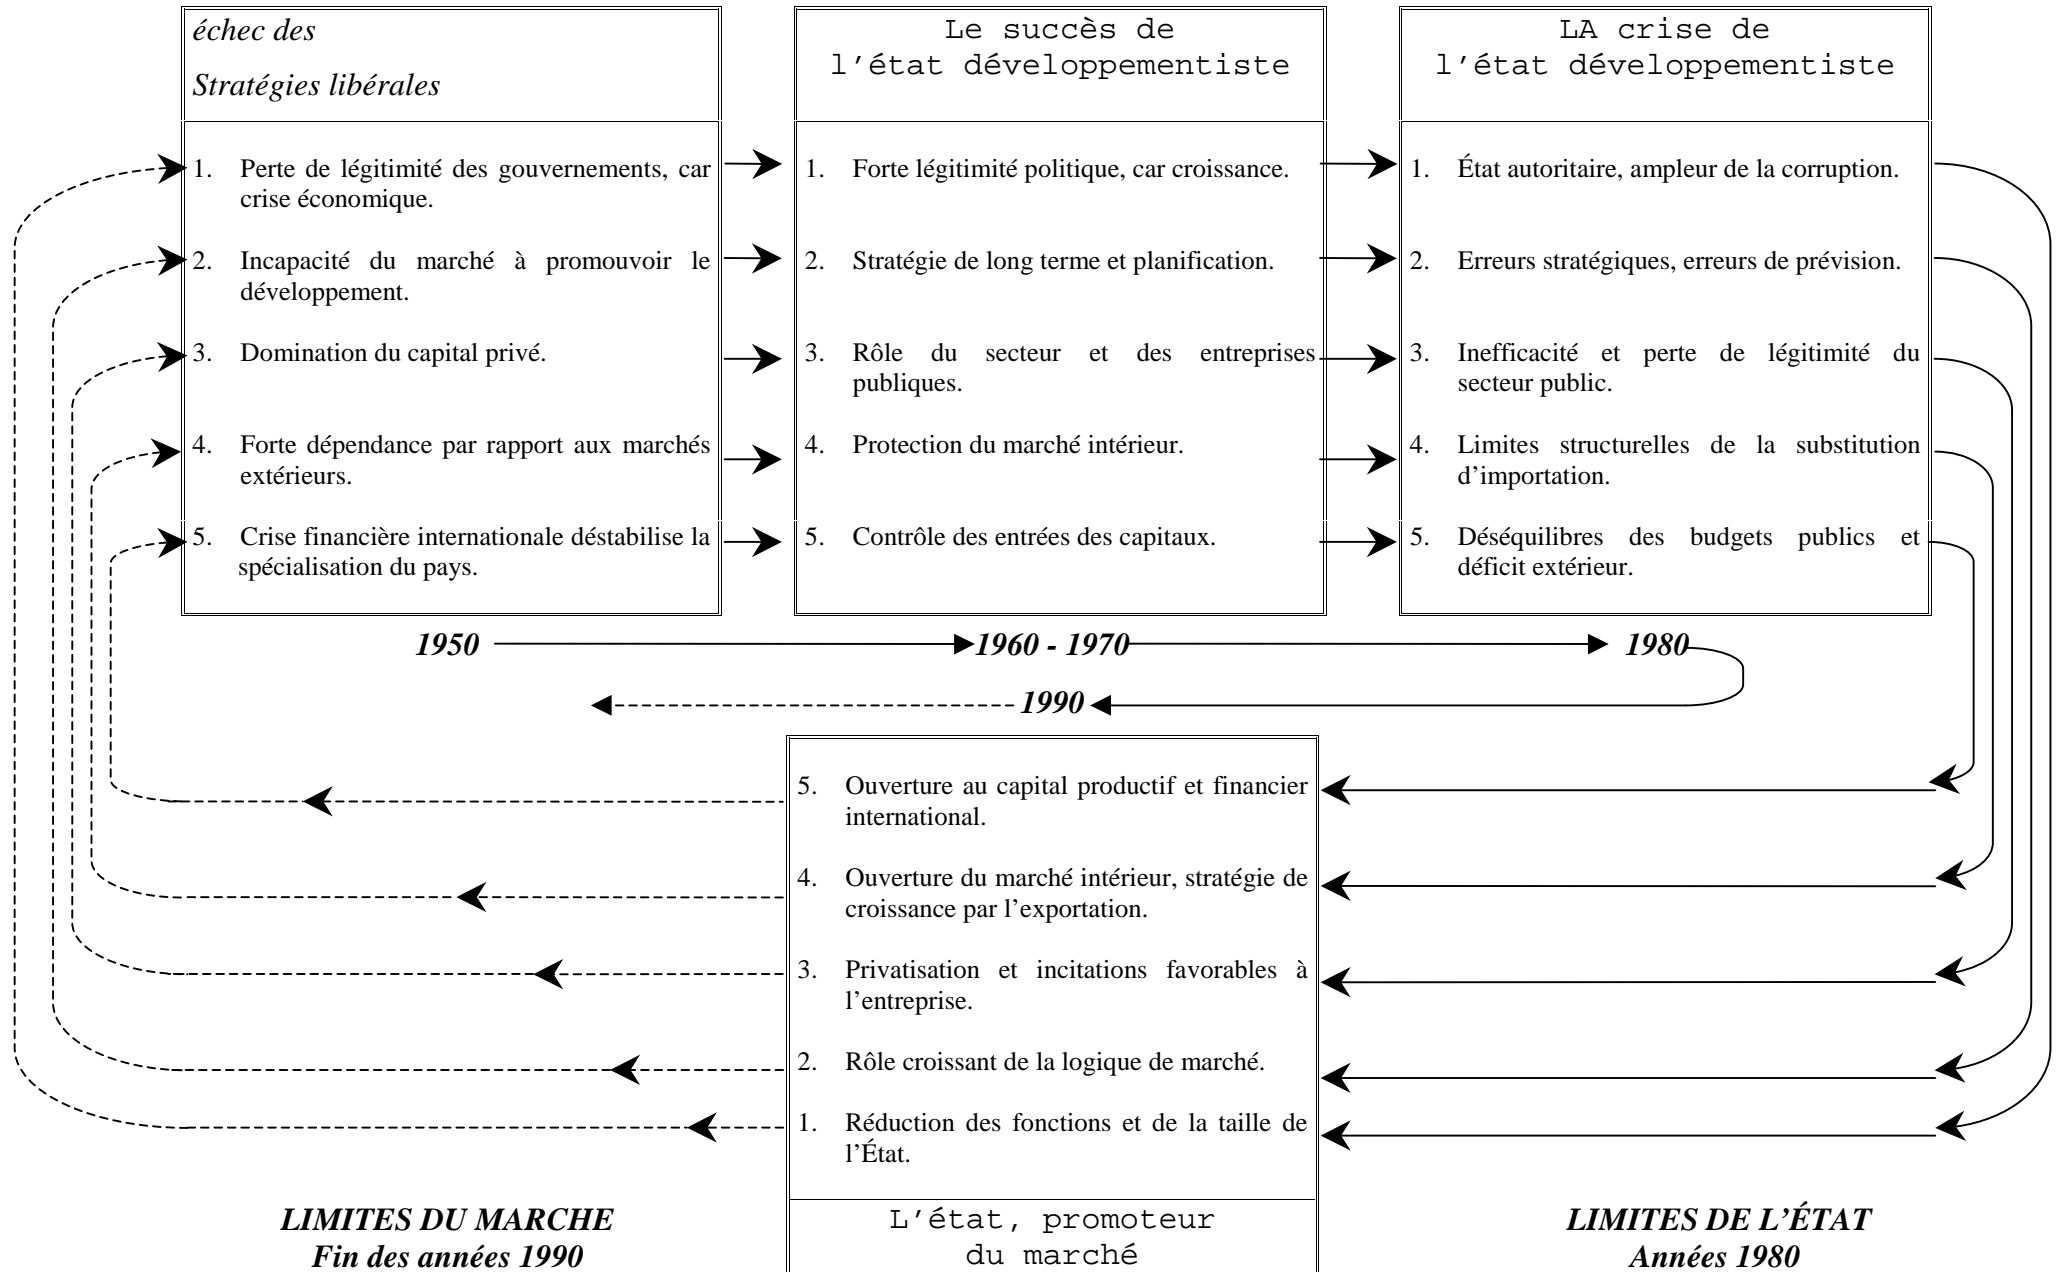 échec des
Stratégies libérales
1. Perte de légitimité des gouvernements, car
crise économique.
2. Incapacité du marché à promouvoir le
développement.
3. Domination du capital privé.
4. Forte dépendance par rapport aux marchés
extérieurs.
5. Crise financière internationale déstabilise la
spécialisation du pays.
Le succès de
l'état développementiste
1. Forte légitimité politique, car croissance.
2. Stratégie de long terme et planification.
3. Rôle du secteur et des entreprises
publiques.
4. Protection du marché intérieur.
5. Contrôle des entrées des capitaux.
LA crise de
l'état développementiste
1. État autoritaire, ampleur de la corruption.
2. Erreurs stratégiques, erreurs de prévision.
3. Inefficacité et perte de légitimité du
secteur public.
4. Limites structurelles de la substitution
d'importation.
5. Déséquilibres des budgets publics et
déficit extérieur.
1950 1960 - 1970 1980
1990
5. Ouverture au capital productif et financier
international.
4. Ouverture du marché intérieur, stratégie de
croissance par l'exportation.
3. Privatisation et incitations favorables à
l'entreprise.
2. Rôle croissant de la logique de marché.
1. Réduction des fonctions et de la taille de
l'État.
LIMITES DU MARCHE
Fin des années 1990
L'état, promoteur
du marché
LIMITES DE L'ÉTAT
Années 1980